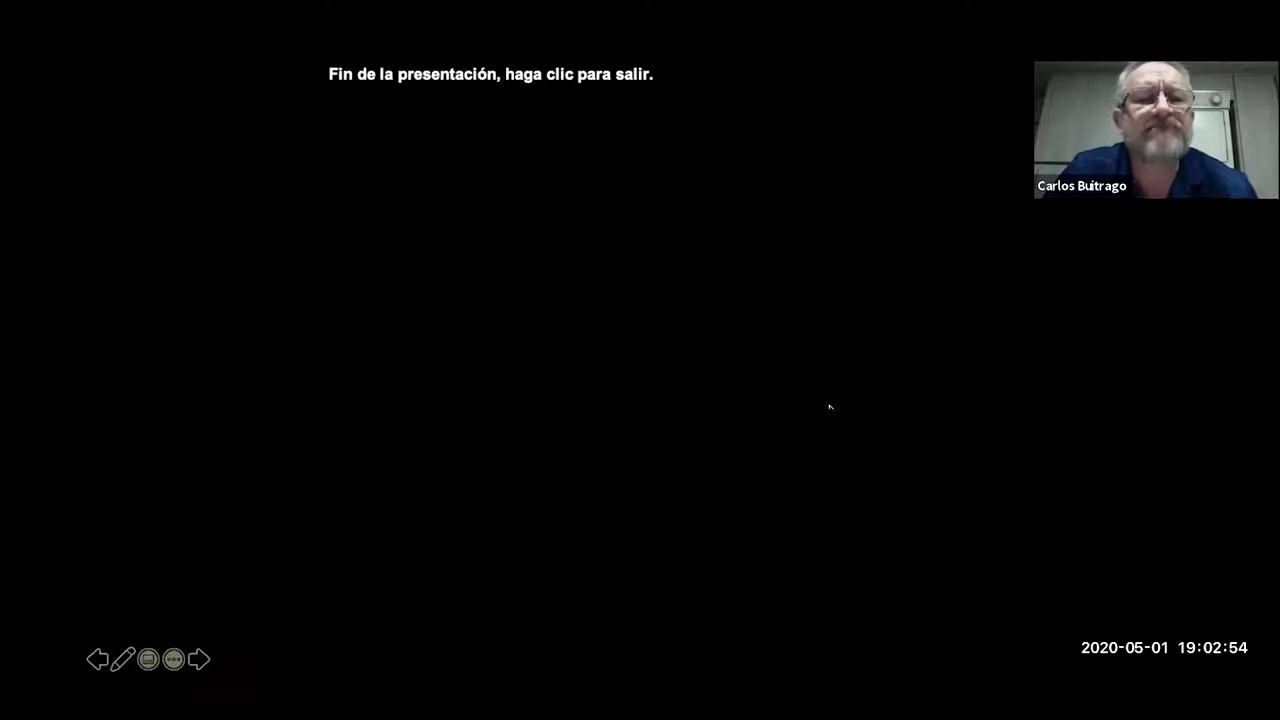 Fin de la presentación, haga clic para salir.
Carlos Buitrago
2020-05-01 19:02:54